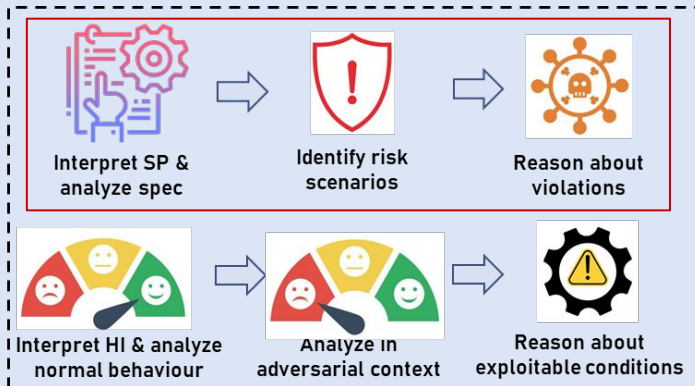 Interpret SP &
analyze spec
Identify risk
scenarios
Reason about
violations
Interpret HI & analyze
normal behaviour
Analyze in
adversarial context
Reason about
exploitable conditions